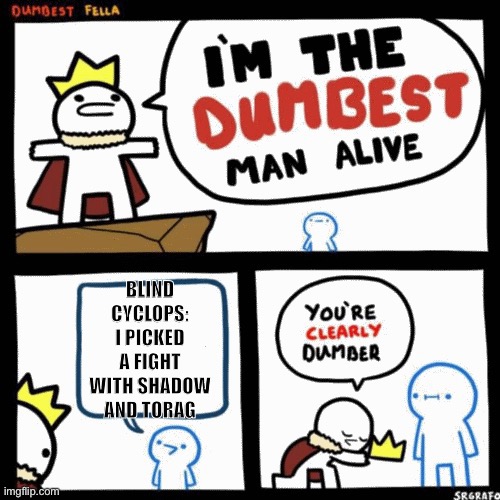 DUMBEST FELLA
I'M THE
DUMBEST
MAN ALIVE
BLIND
CYCLOPS:
I PICKED
A FIGHT
WITH SHADOW
AND TORAG
YOU'RE
CLEARLY
DUMBER
imgflip.com
SRGRAFO